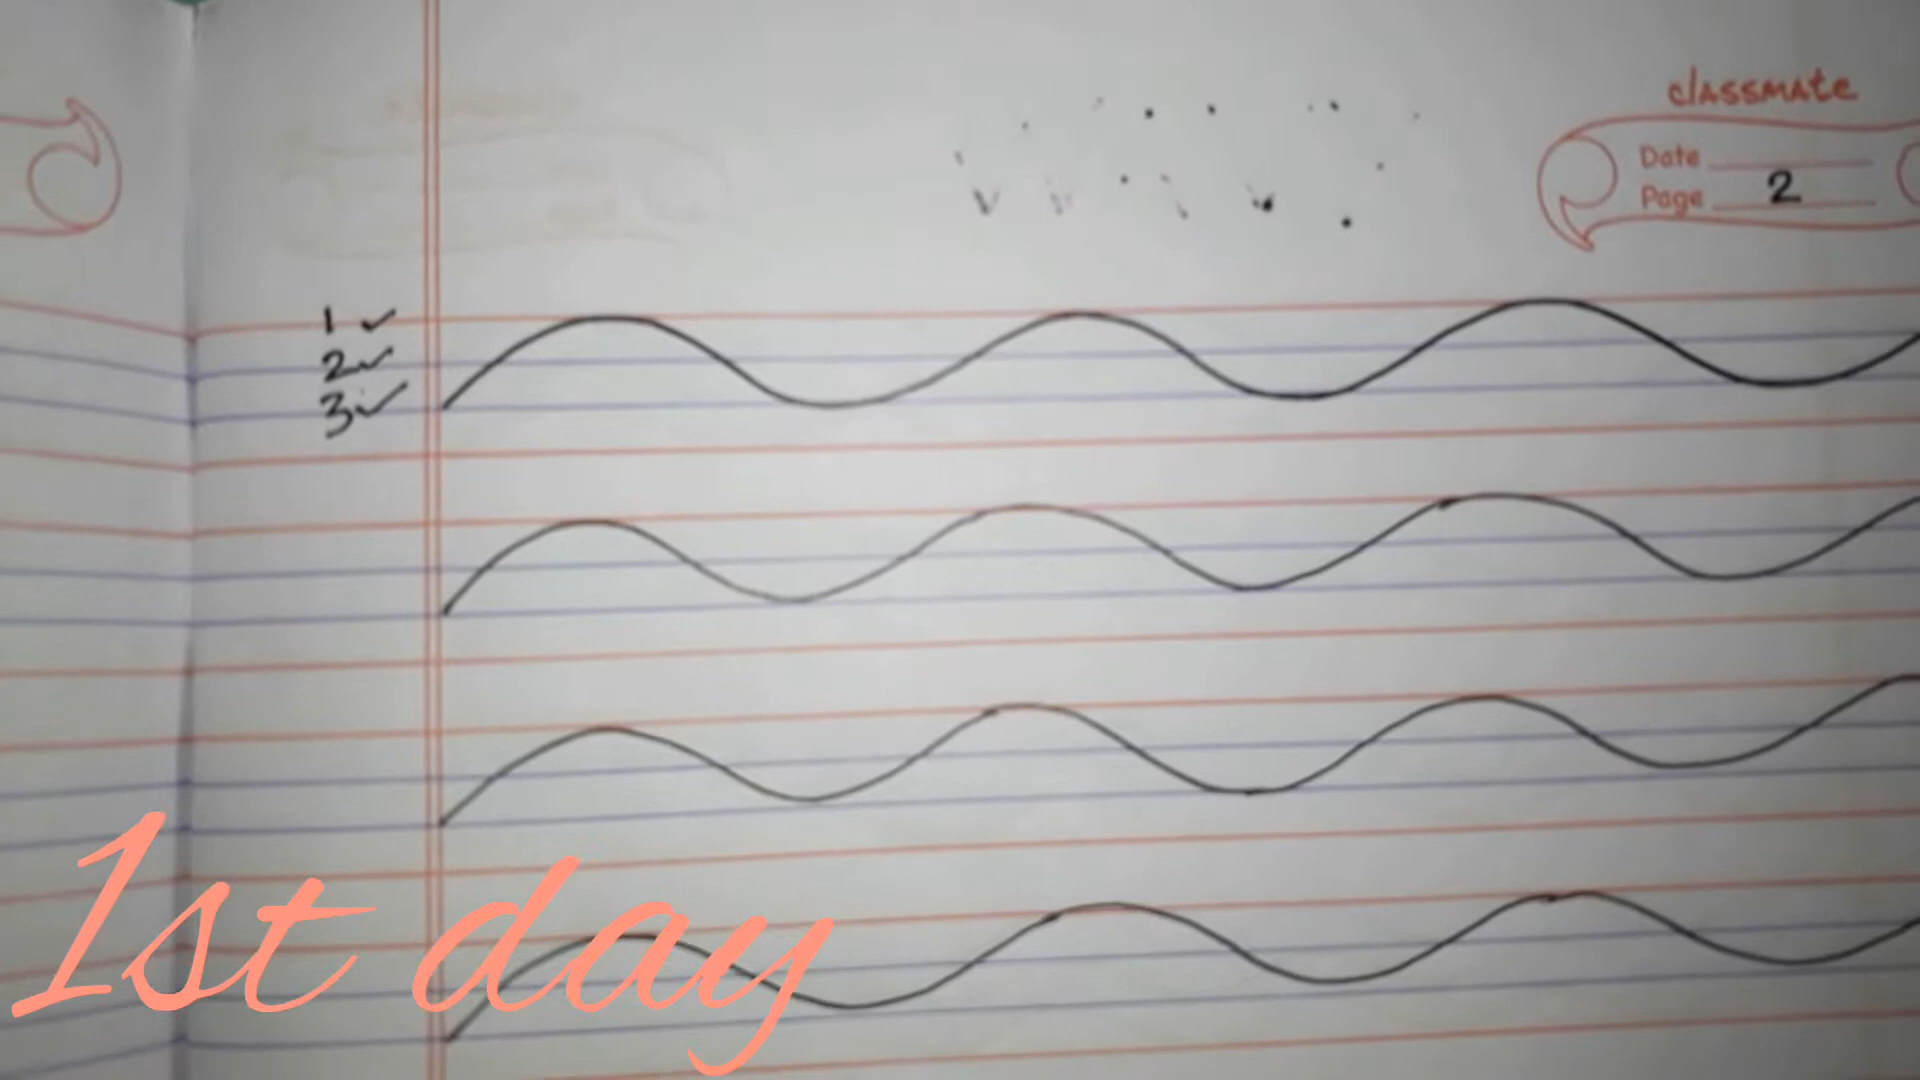 classmate
Date
Page 2
1 ✓
2 ✓
3 ✓
1st day